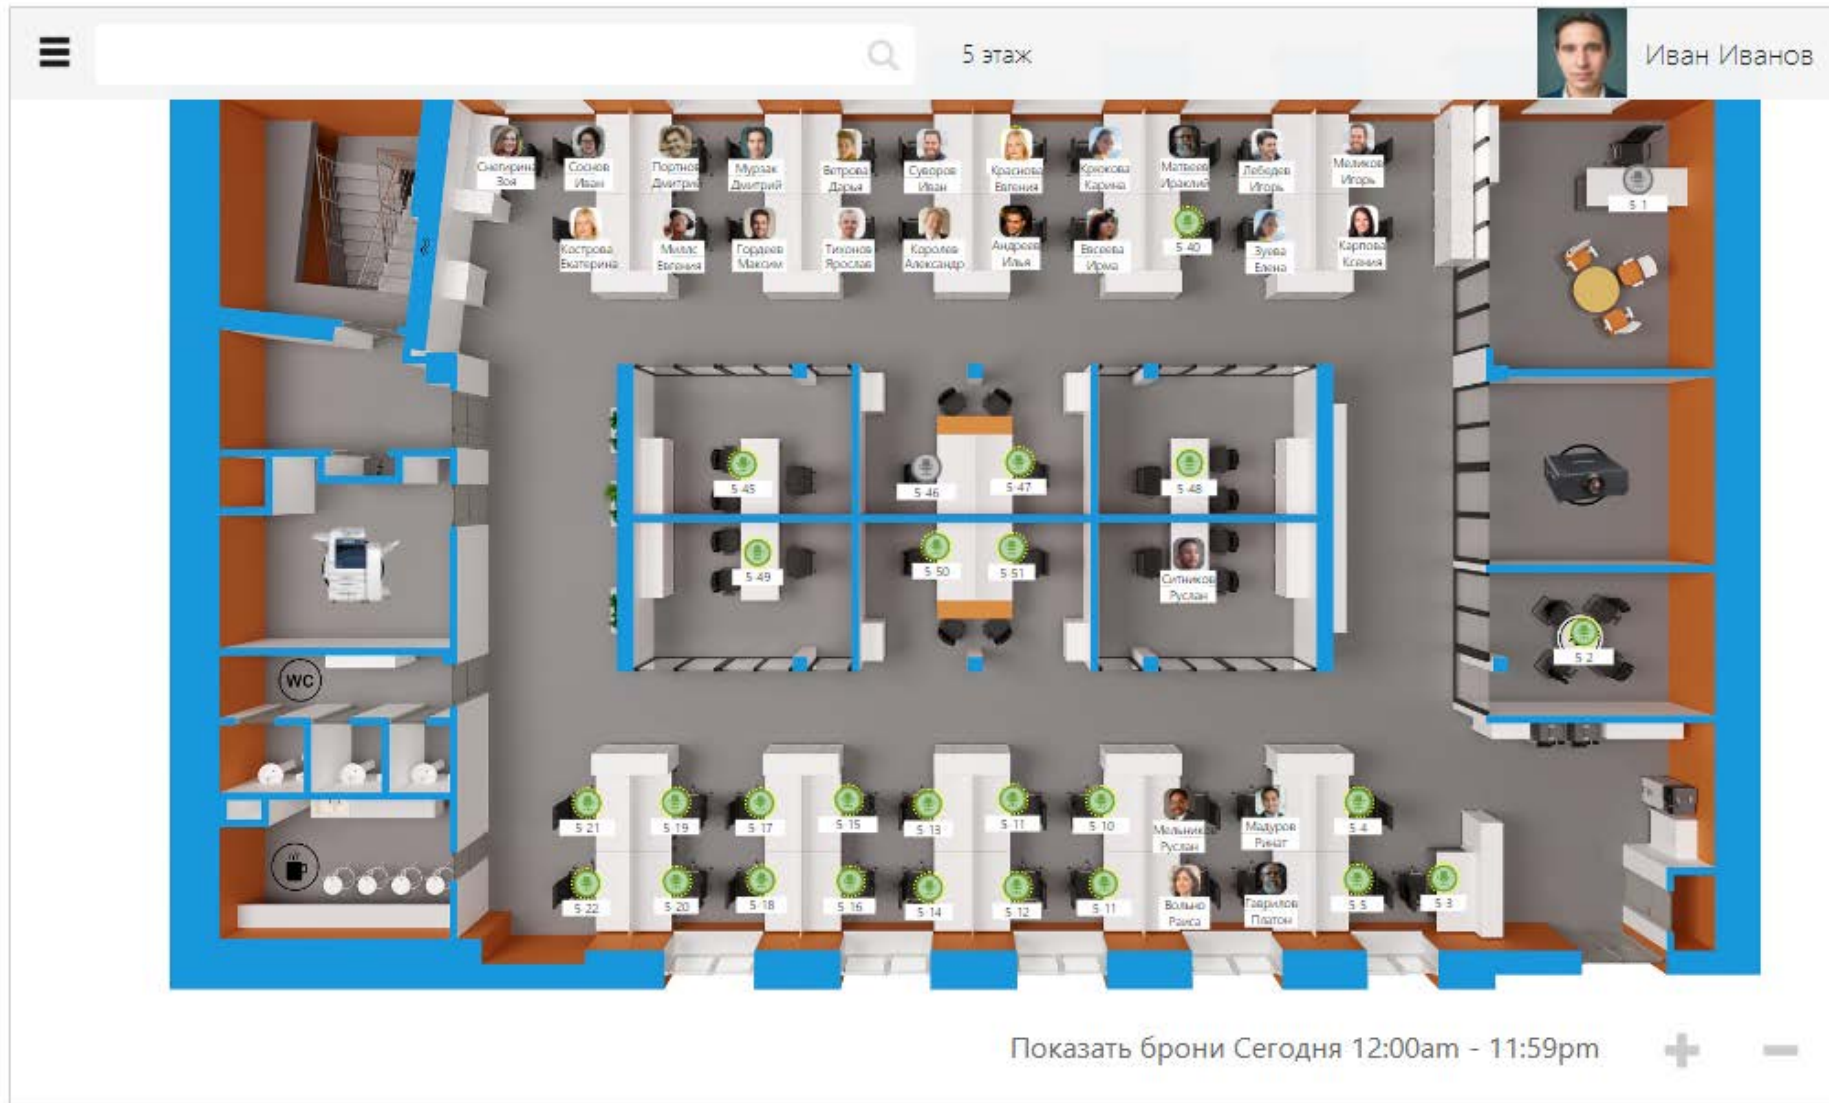 5 этаж
Иван Иванов
Снегирина
Зоя
Соснов
Иван
Портнов
Дмитрий
Мурзак
Дмитрий
Ветрова
Дарья
Суворов
Иван
Краснова
Евгения
Крюкова
Карина
Матвеев
Ираклий
Лебедев
Игорь
Меликов
Игорь
5 1
Кострова
Екатерина
Миллс
Евгения
Гордеев
Максим
Тихонов
Ярослав
Королев
Александр
Андреев
Илья
Евсеева
Ирма
5 40
Зуева
Елена
Карпова
Ксения
5 45
5 46
5 47
5 48
5 49
5 50
5 51
Ситников
Руслан
5 2
WC
5 21
5 19
5 17
5 15
5 13
5 11
5 10
Мельников
Руслан
Мадуров
Ринат
5 4
5 22
5 20
5 18
5 16
5 14
5 12
5 11
Вольно
Раиса
Гаврилов
Платон
5 5
5 3
Показать брони Сегодня 12:00am - 11:59pm